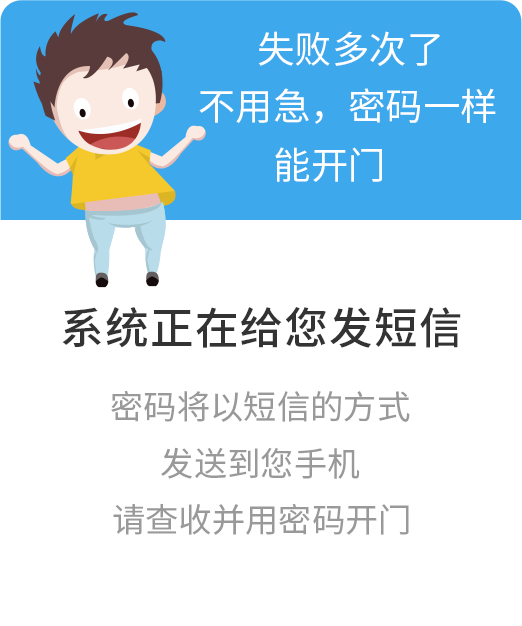 失败多次了
不用急，密码一样
能开门
系统正在给您发短信
密码将以短信的方式
发送到您手机
请查收并用密码开门